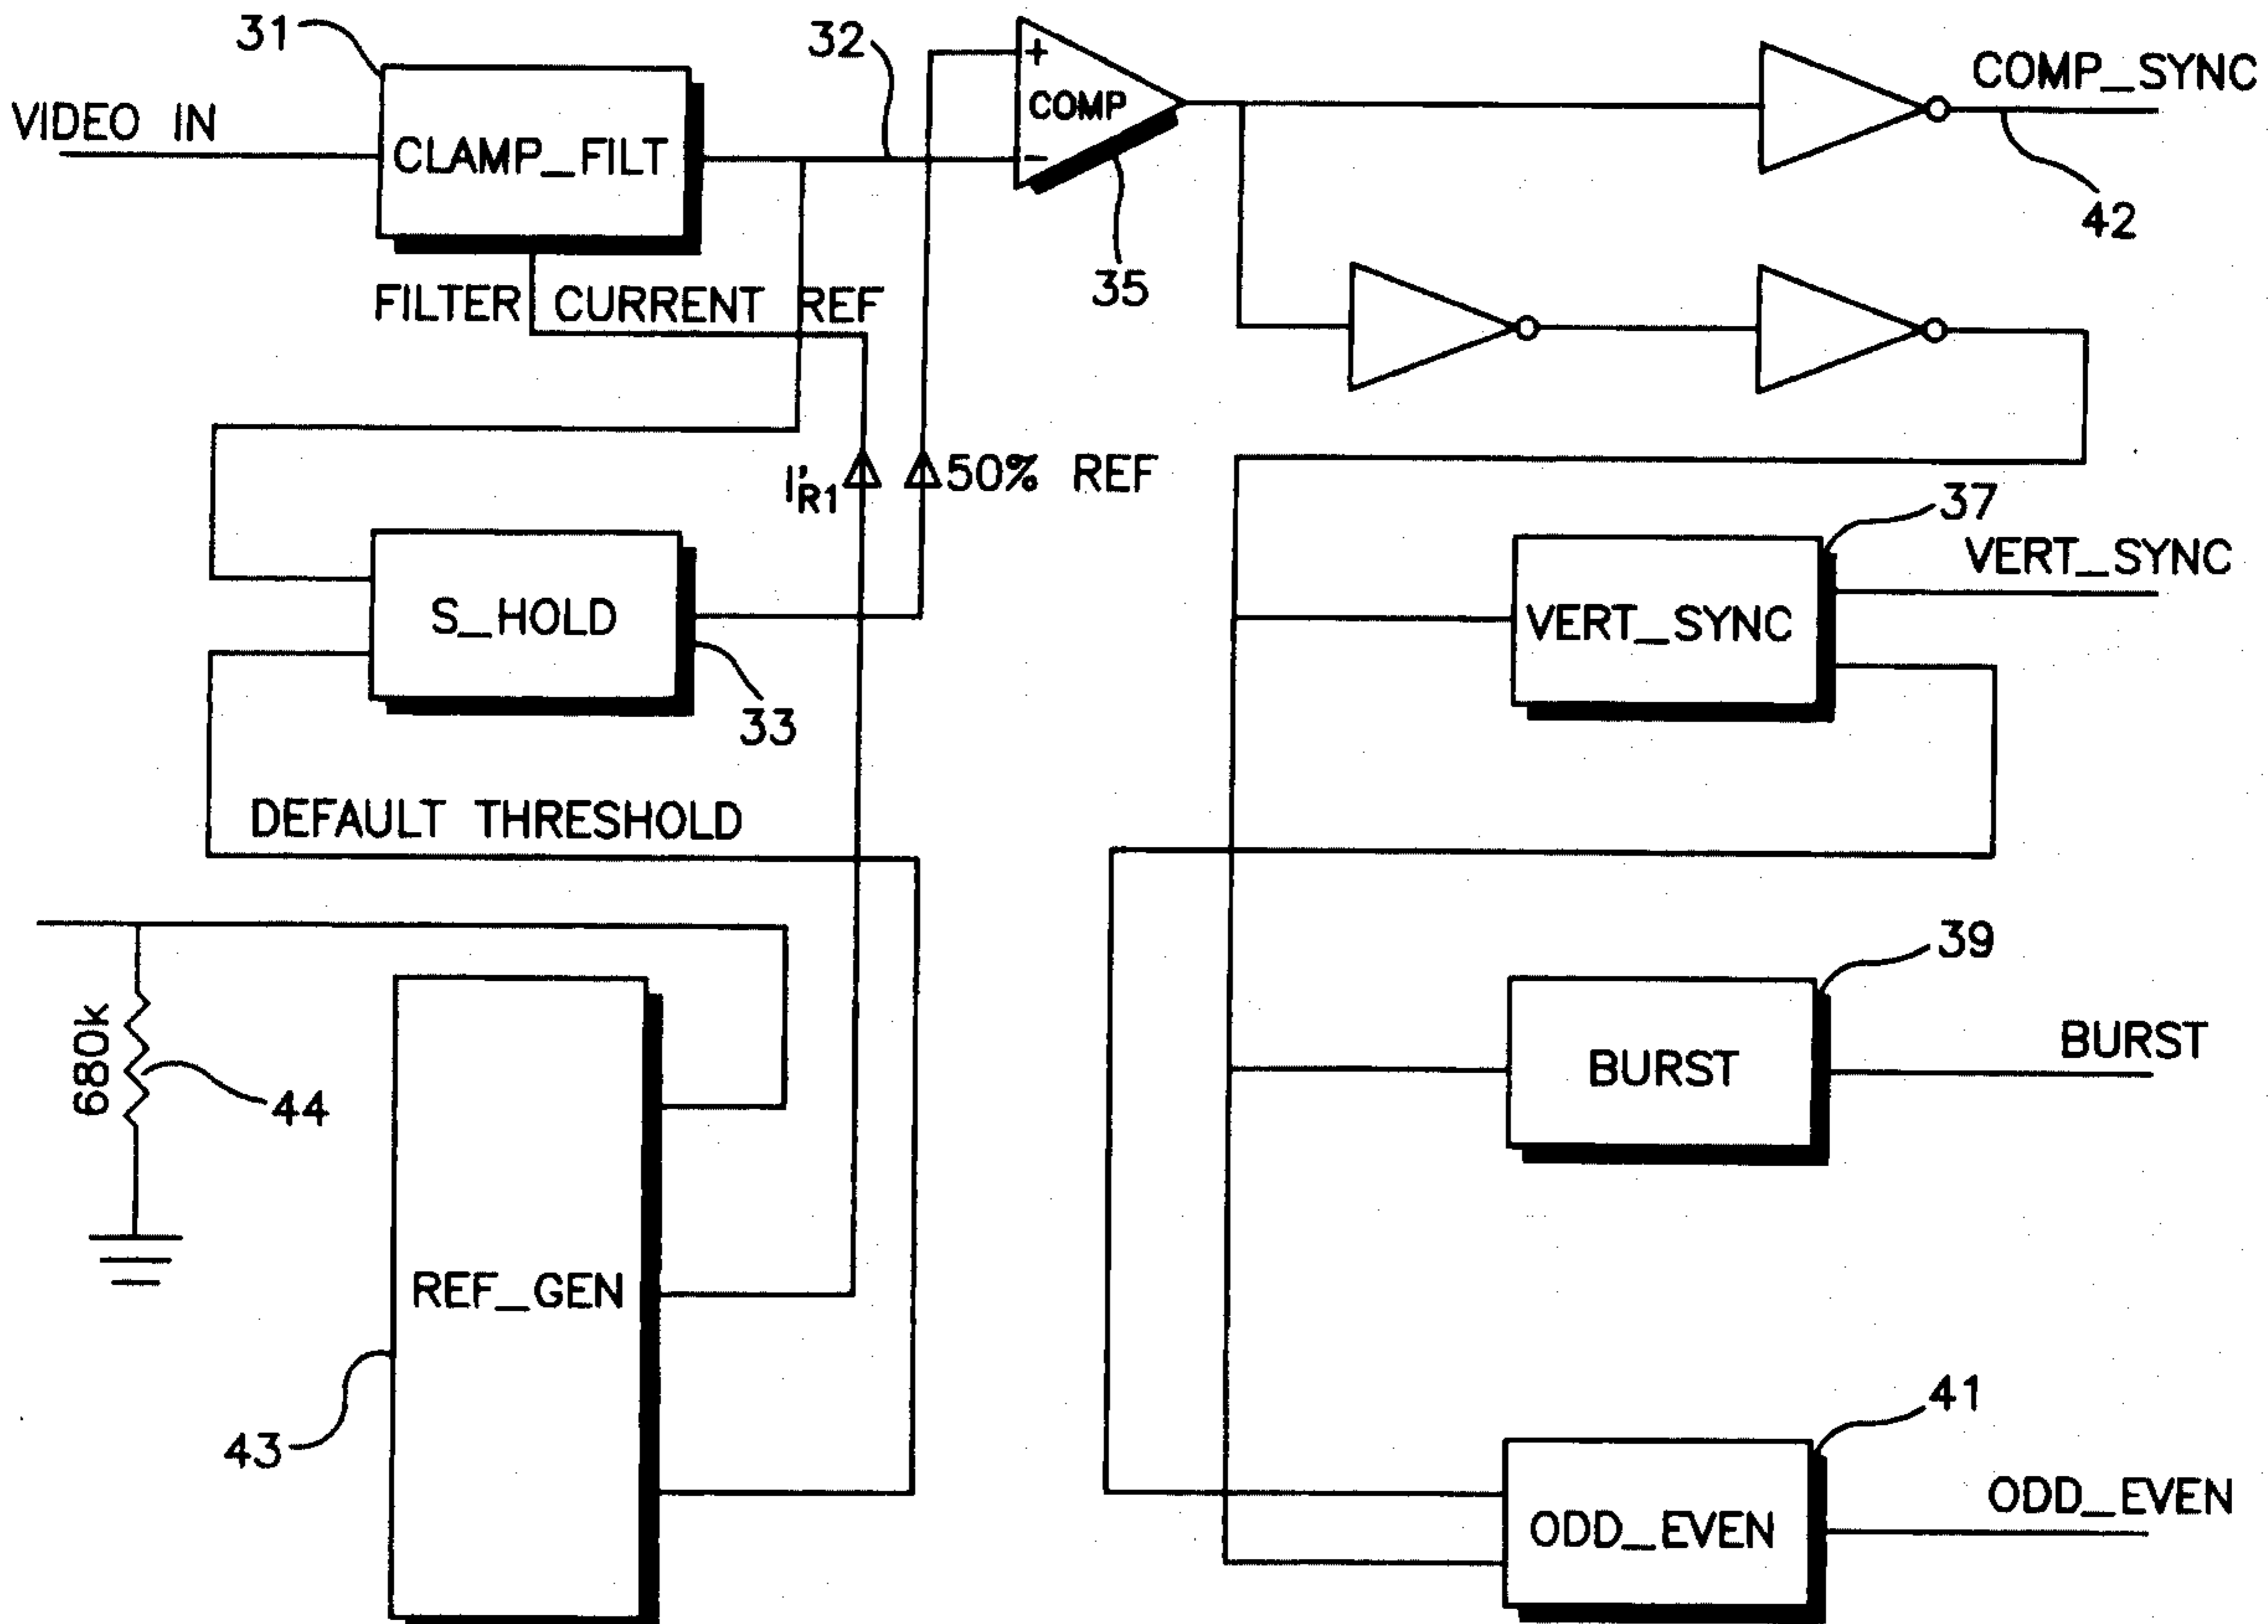 31
VIDEO IN
CLAMP_FILT
32
+
COMP
-
35
COMP_SYNC
42
FILTER CURRENT REF
I'R1
50% REF
S_HOLD
33
37
VERT_SYNC
VERT_SYNC
DEFAULT THRESHOLD
680k
44
REF_GEN
43
39
BURST
BURST
41
ODD_EVEN
ODD_EVEN